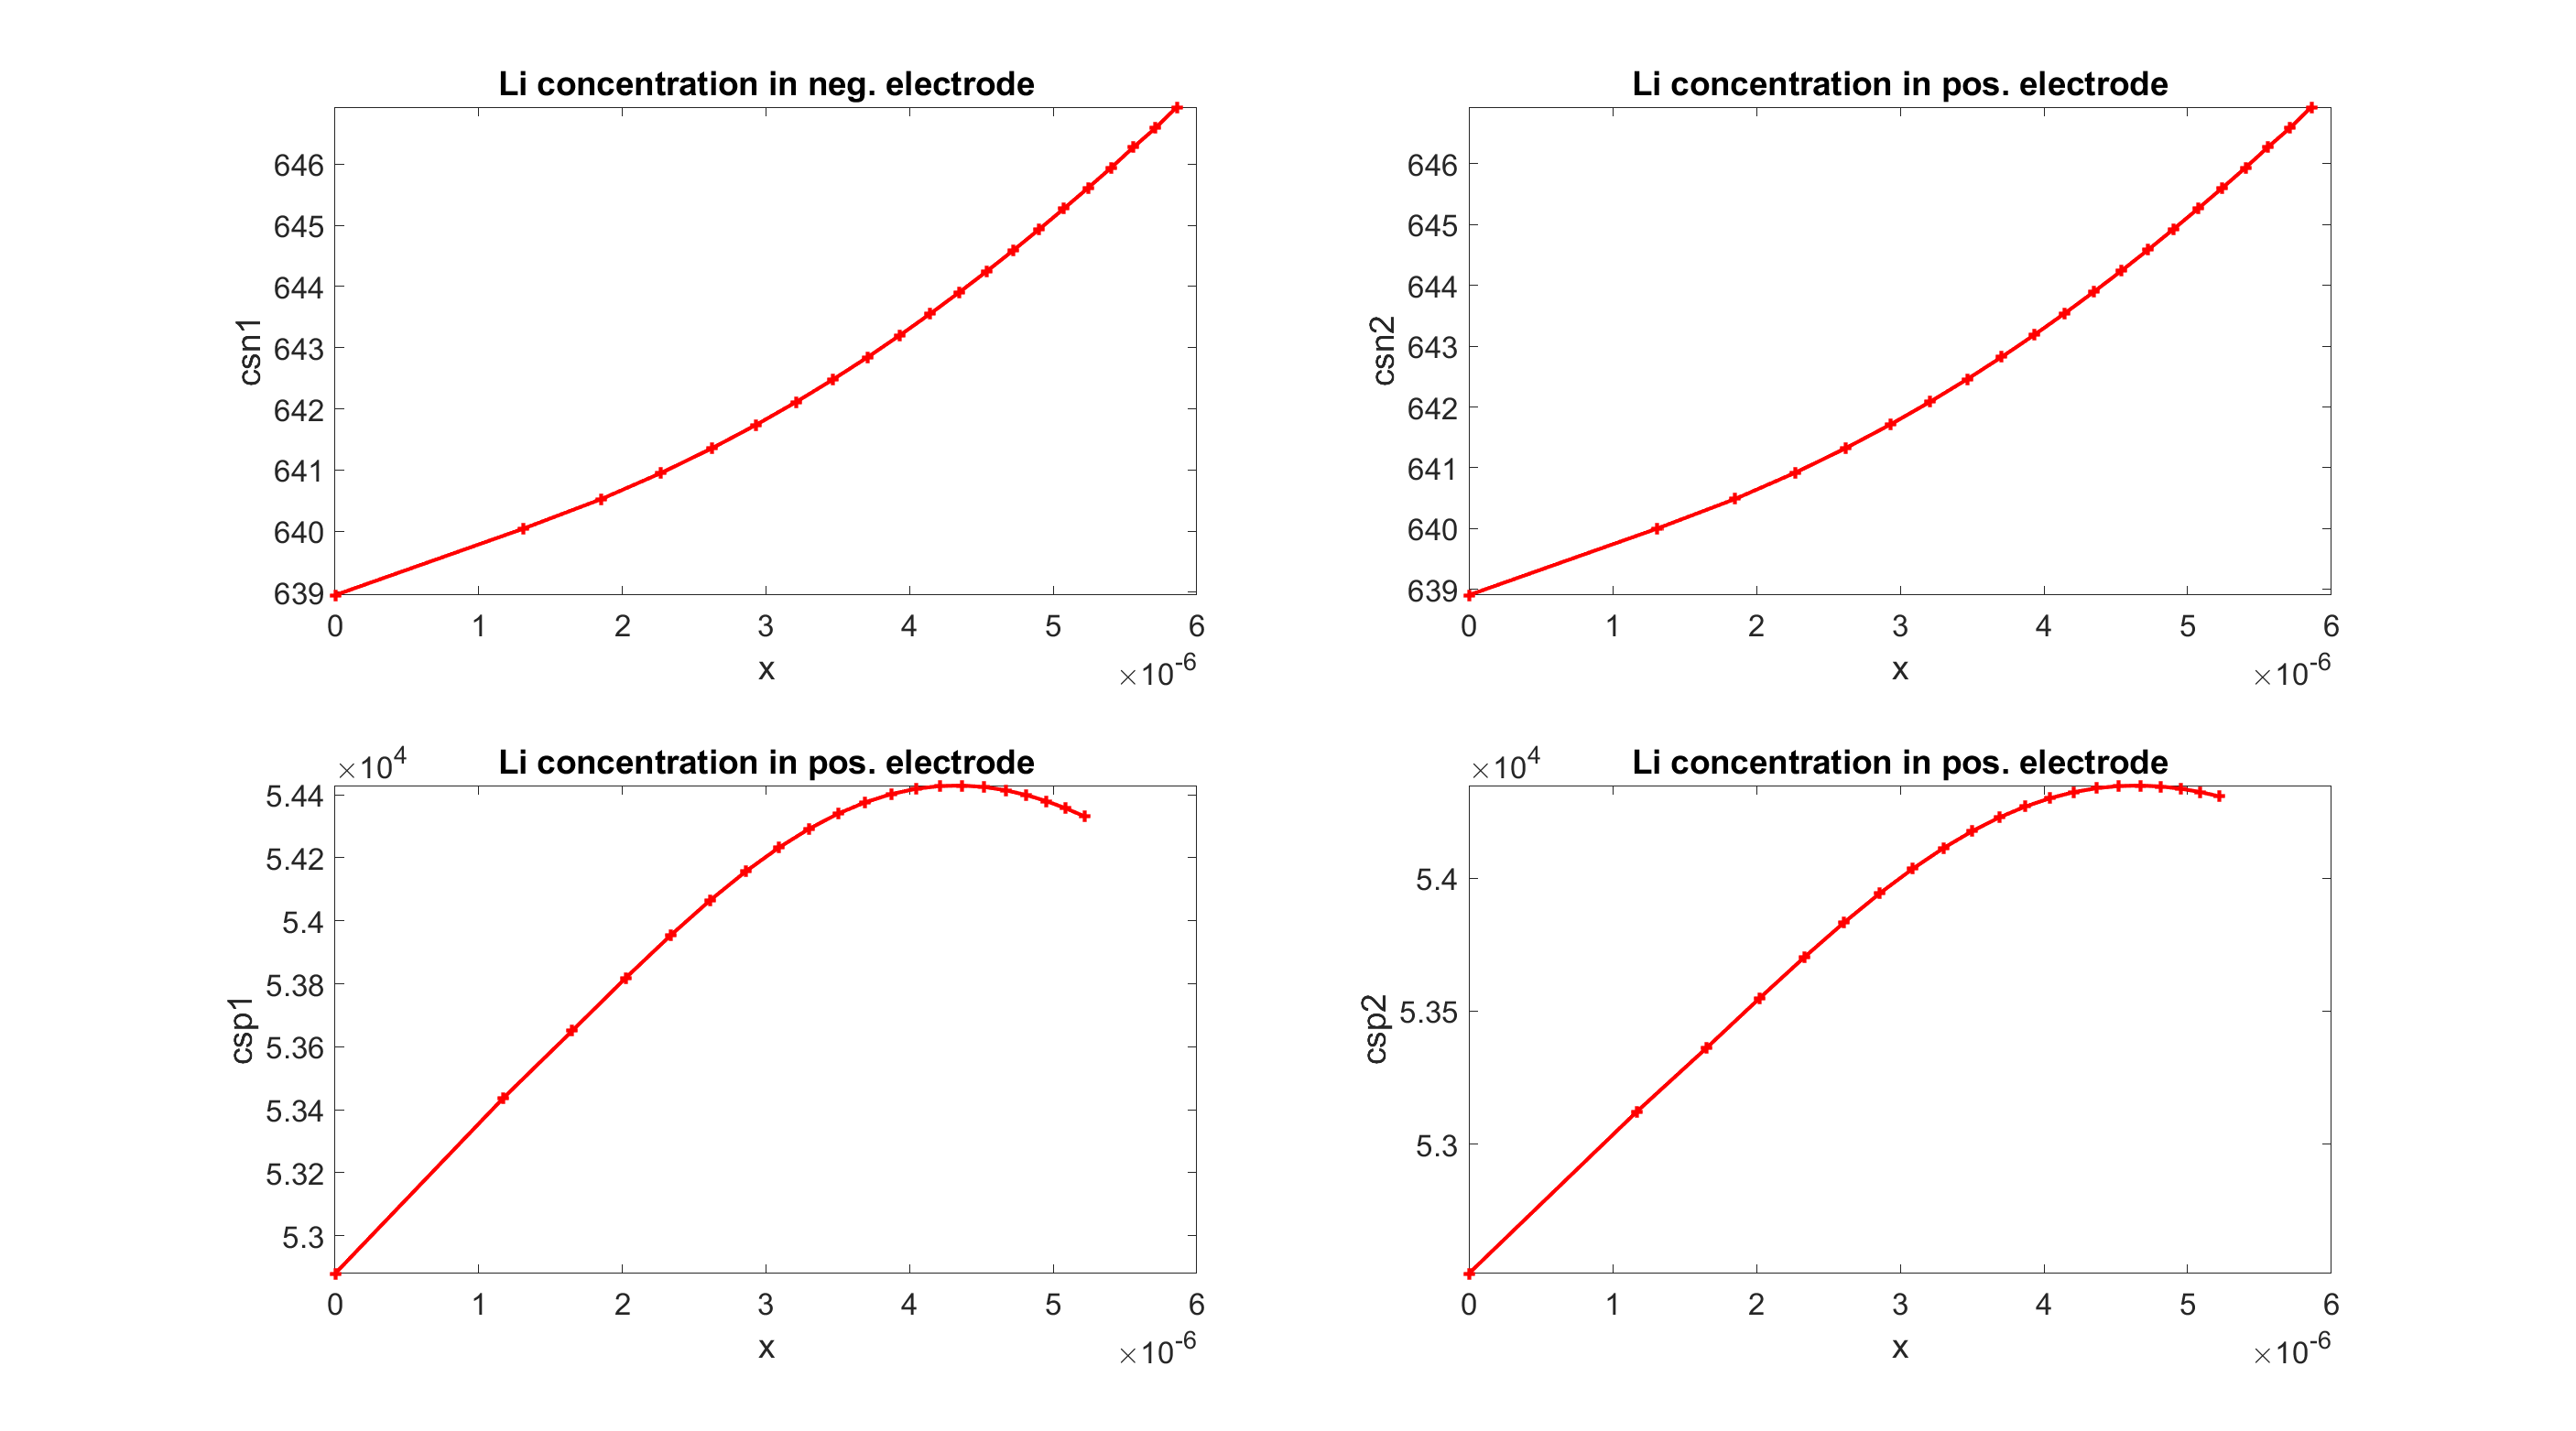 Li concentration in neg. electrode
646
645
644
643
642
641
640
639
csn1
0 1 2 3 4 5 6
x
×10-6
Li concentration in pos. electrode
646
645
644
643
642
641
640
639
csn2
0 1 2 3 4 5 6
x
×10-6
×104
Li concentration in pos. electrode
5.44
5.42
5.4
5.38
5.36
5.34
5.32
5.3
csp1
0 1 2 3 4 5 6
x
×10-6
×104
Li concentration in pos. electrode
5.4
5.35
5.3
csp2
0 1 2 3 4 5 6
x
×10-6